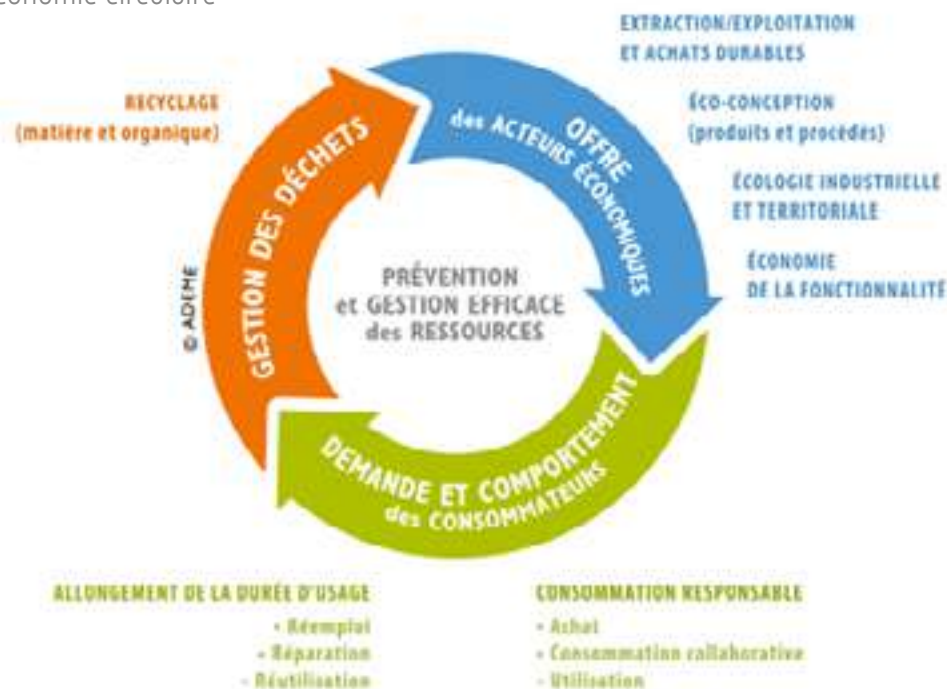 économie circulaire
EXTRACTION/EXPLOITATION
ET ACHATS DURABLES
ÉCO-CONCEPTION
(produits et procédés)
ÉCOLOGIE INDUSTRIELLE
ET TERRITORIALE
ÉCONOMIE
DE LA FONCTIONNALITÉ
RECYCLAGE
(matière et organique)
OFFRE
des ACTEURS ÉCONOMIQUES
GESTION DES DÉCHETS
PRÉVENTION
et GESTION EFFICACE
des RESSOURCES
© ADEME
DEMANDE ET COMPORTEMENT
des CONSOMMATEURS
ALLONGEMENT DE LA DURÉE D'USAGE
- Réemploi
- Réparation
- Réutilisation
CONSOMMATION RESPONSABLE
- Achat
- Consommation collaborative
- Utilisation